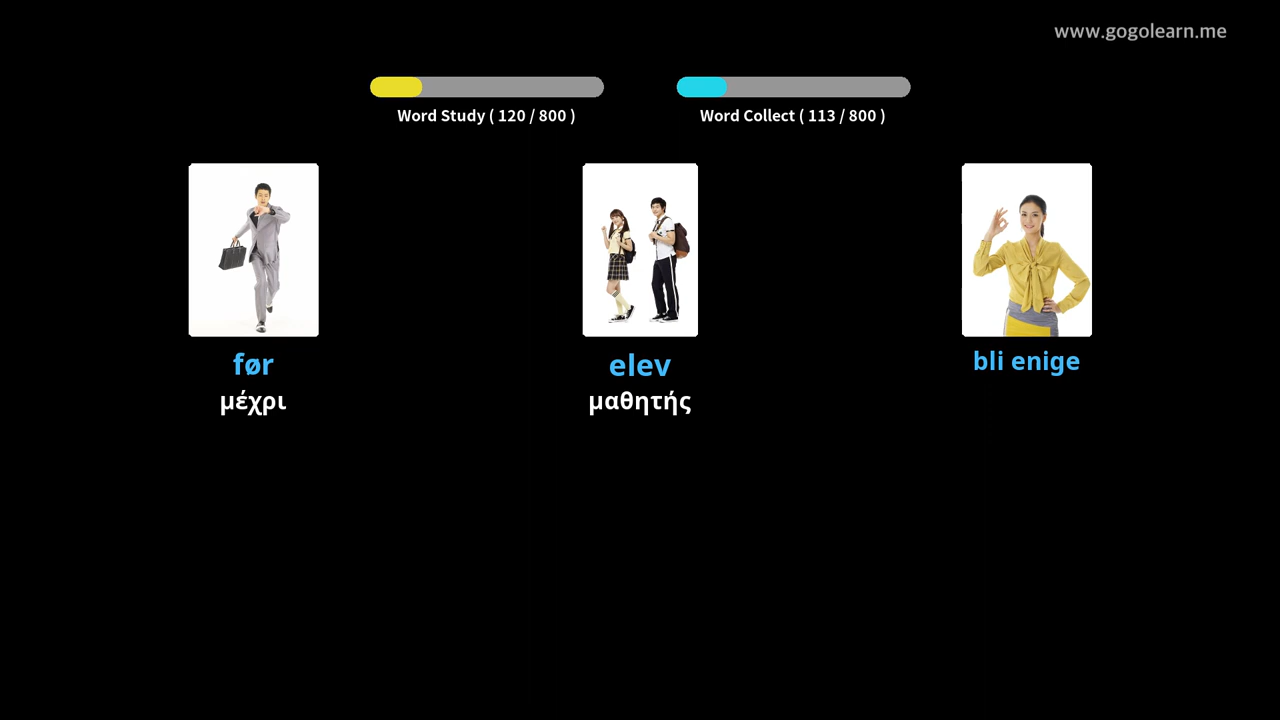 www.gogolearn.me
Word Study ( 120 / 800 )
Word Collect ( 113 / 800 )
før
μέχρι
elev
μαθητής
bli enige